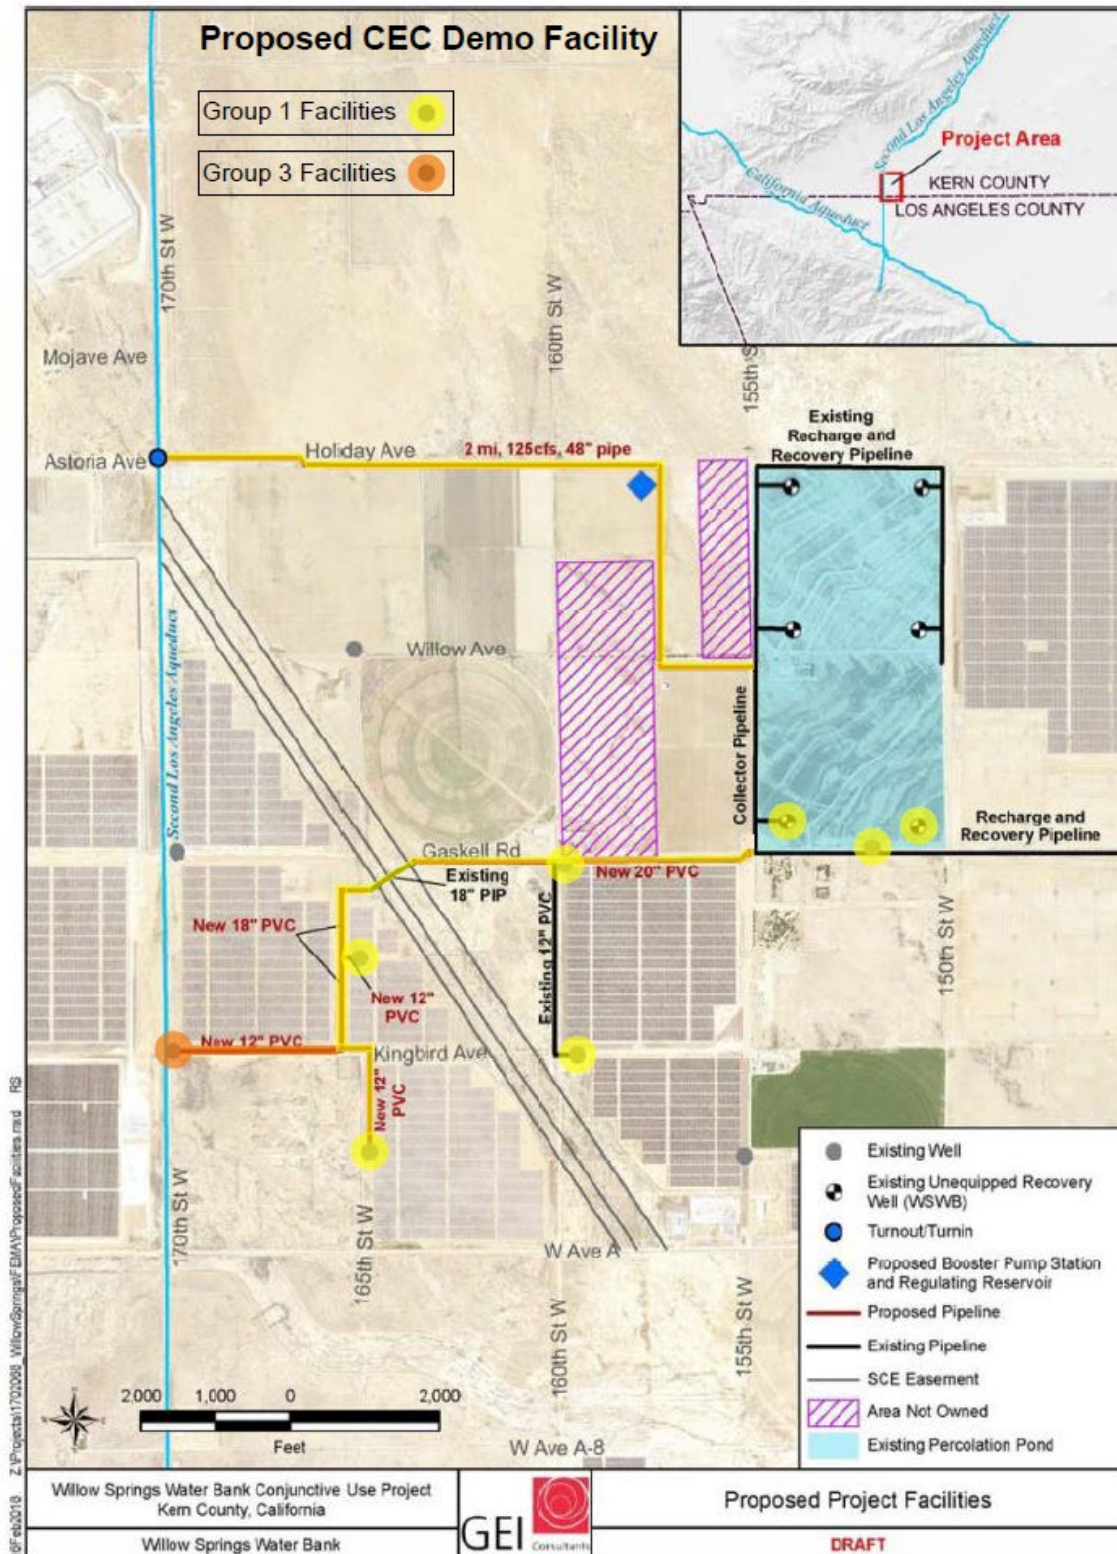 Proposed CEC Demo Facility
Group 1 Facilities
Group 3 Facilities
Second Los Angeles Aqueduct
Project Area
California Aqueduct
KERN COUNTY
LOS ANGELES COUNTY
170th St W
160th St W
155th S
Mojave Ave
Astoria Ave
Holiday Ave
2 mi, 125cfs, 48" pipe
Existing
Recharge and
Recovery Pipeline
Willow Ave
Second Los Angeles Aqueduct
Collector Pipeline
Recharge and
Recovery Pipeline
Gaskell Rd
Existing
18" PIP
New 20" PVC
New 18" PVC
Existing 12" PVC
150th St W
New 12"
PVC
New 12" PVC
Kingbird Ave
New 12"
PVC
170th St W
165th St W
W Ave A
160th St W
155th St W
W Ave A-8
2,000
1,000
0
2,000
Feet
Existing Well
Existing Unequipped Recovery
Well (WSWB)
Turnout/Turnin
Proposed Booster Pump Station
and Regulating Reservoir
Proposed Pipeline
Existing Pipeline
SCE Easement
Area Not Owned
Existing Percolation Pond
Willow Springs Water Bank Conjunctive Use Project
Kern County, California
Willow Springs Water Bank
GEI
Consultants
Proposed Project Facilities
DRAFT